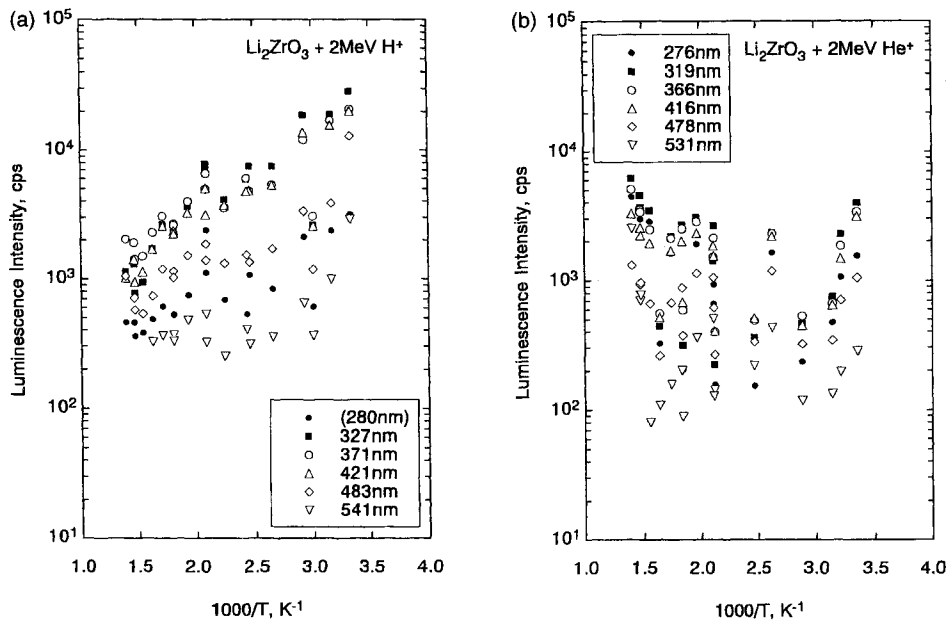 (a)
Li₂ZrO₃ + 2MeV H⁺
10⁵
10⁴
10³
10²
10¹
Luminescence Intensity, cps
(280nm)
327nm
371nm
421nm
483nm
541nm
1.0 1.5 2.0 2.5 3.0 3.5 4.0
1000/T, K⁻¹
(b)
276nm
319nm
366nm
416nm
478nm
531nm
Li₂ZrO₃ + 2MeV He⁺
10⁵
10⁴
10³
10²
10¹
Luminescence Intensity, cps
1.0 1.5 2.0 2.5 3.0 3.5 4.0
1000/T, K⁻¹